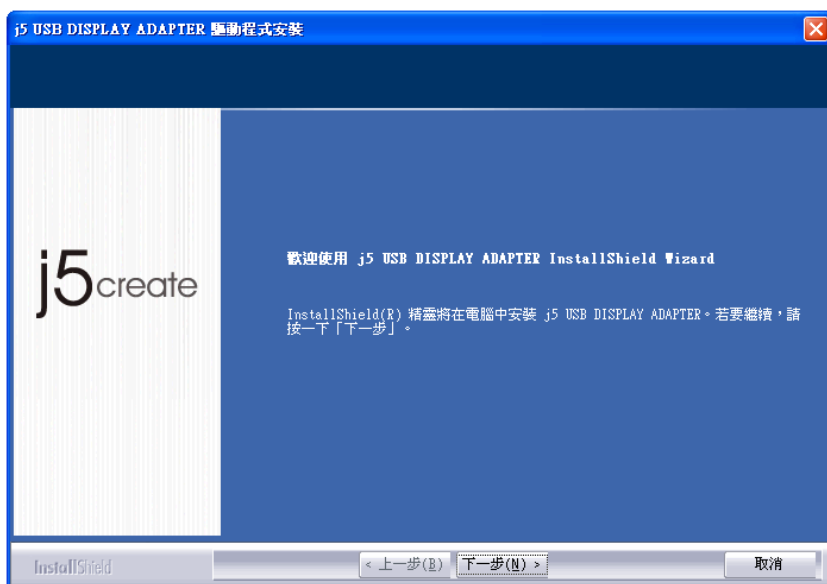 j5 USB DISPLAY ADAPTER 驅動程式安裝
j5create
歡迎使用 j5 USB DISPLAY ADAPTER InstallShield Wizard
InstallShield(R) 精靈將在電腦中安裝 j5 USB DISPLAY ADAPTER。若要繼續，請
按一下「下一步」。
InstallShield
< 上一步(B)
下一步(N) >
取消